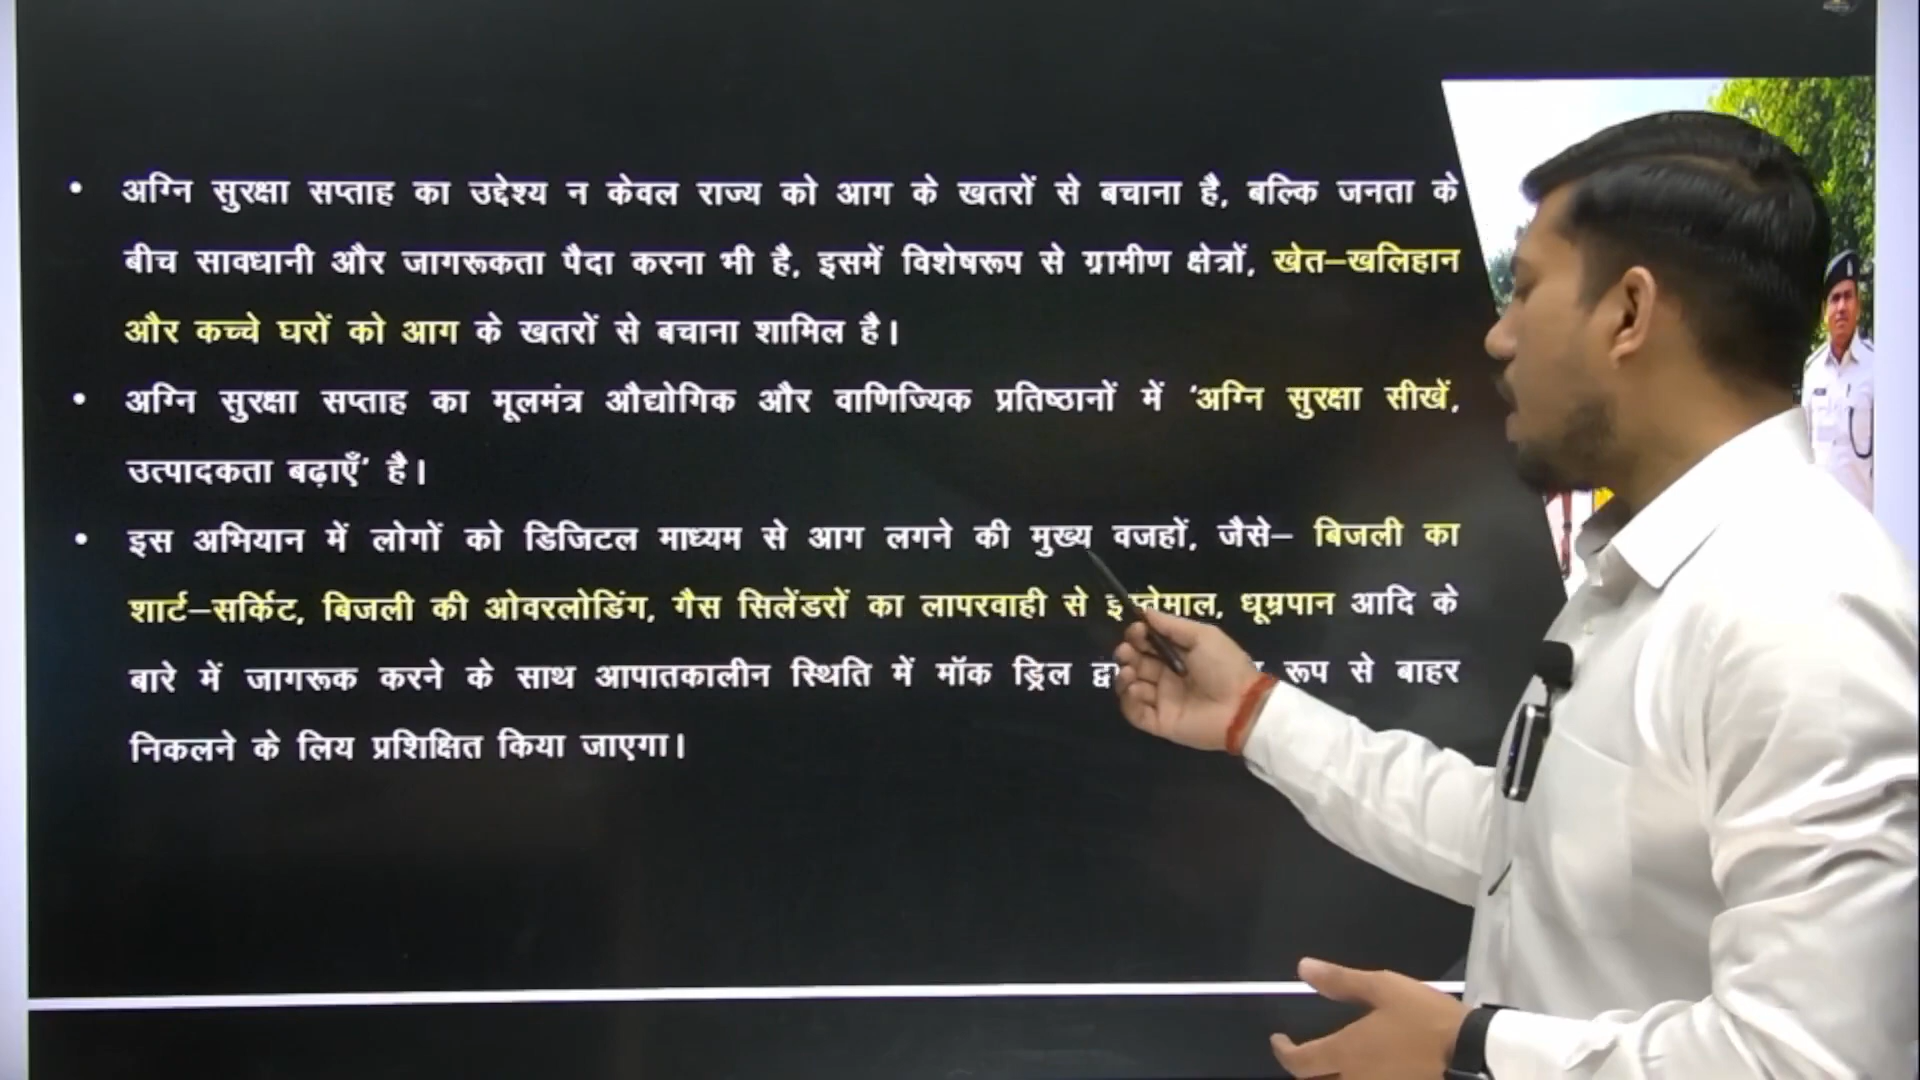 • अग्नि सुरक्षा सप्ताह का उद्देश्य न केवल राज्य को आग के खतरों से बचाना है, बल्कि जनता के
बीच सावधानी और जागरूकता पैदा करना भी है, इसमें विशेषरूप से ग्रामीण क्षेत्रों, खेत–खलिहान
और कच्चे घरों को आग के खतरों से बचाना शामिल है।
• अग्नि सुरक्षा सप्ताह का मूलमंत्र औद्योगिक और वाणिज्यिक प्रतिष्ठानों में 'अग्नि सुरक्षा सीखें,
उत्पादकता बढ़ाएँ' है।
• इस अभियान में लोगों को डिजिटल माध्यम से आग लगने की मुख्य वजहों, जैसे– बिजली का
शार्ट–सर्किट, बिजली की ओवरलोडिंग, गैस सिलेंडरों का लापरवाही से इस्तेमाल, धूम्रपान आदि के
बारे में जागरूक करने के साथ आपातकालीन स्थिति में मॉक ड्रिल रूप से बाहर
निकलने के लिय प्रशिक्षित किया जाएगा।